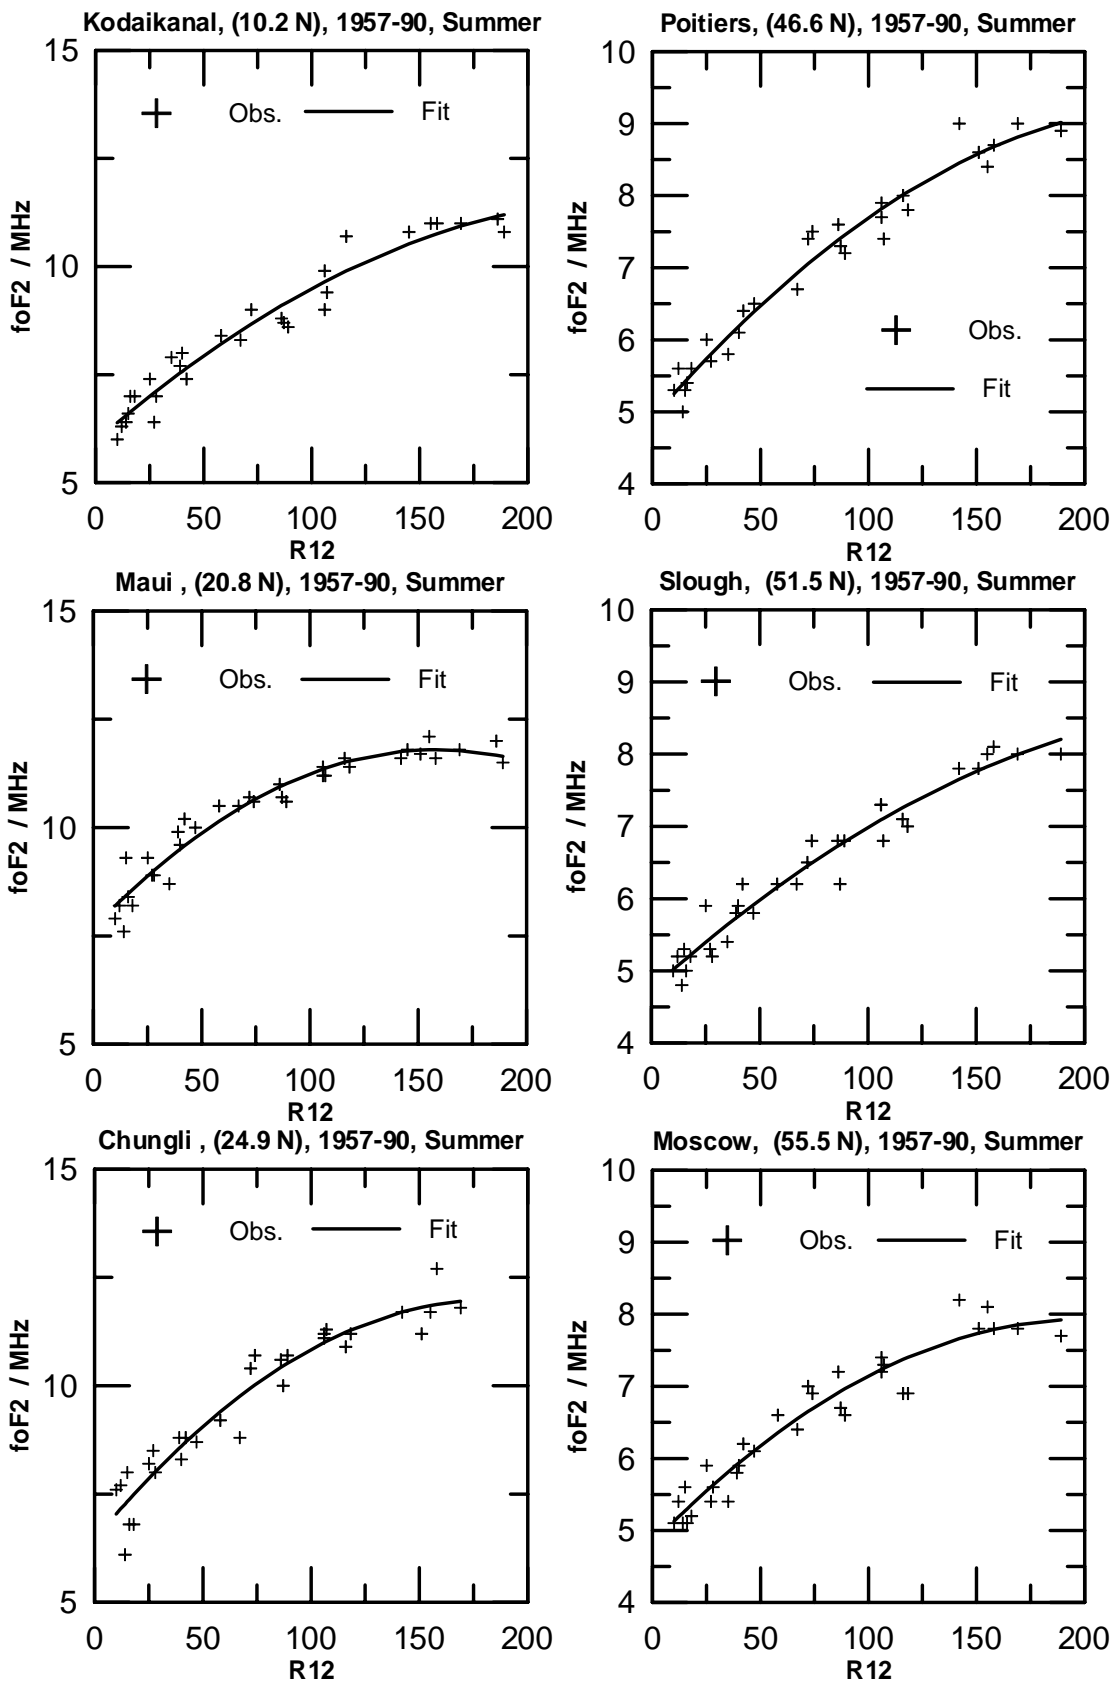 Kodaikanal, (10.2 N), 1957-90, Summer
15
Obs. Fit
10
5
foF2 / MHz
0 50 100 150 200
R12
Poitiers, (46.6 N), 1957-90, Summer
10
9
8
7
6
5
4
Obs.
Fit
foF2 / MHz
0 50 100 150 200
R12
Maui , (20.8 N), 1957-90, Summer
15
Obs. Fit
10
5
foF2 / MHz
0 50 100 150 200
R12
Slough, (51.5 N), 1957-90, Summer
10
9
Obs. Fit
8
7
6
5
4
foF2 / MHz
0 50 100 150 200
R12
Chungli , (24.9 N), 1957-90, Summer
15
Obs. Fit
10
5
foF2 / MHz
0 50 100 150 200
R12
Moscow, (55.5 N), 1957-90, Summer
10
9
Obs. Fit
8
7
6
5
4
foF2 / MHz
0 50 100 150 200
R12